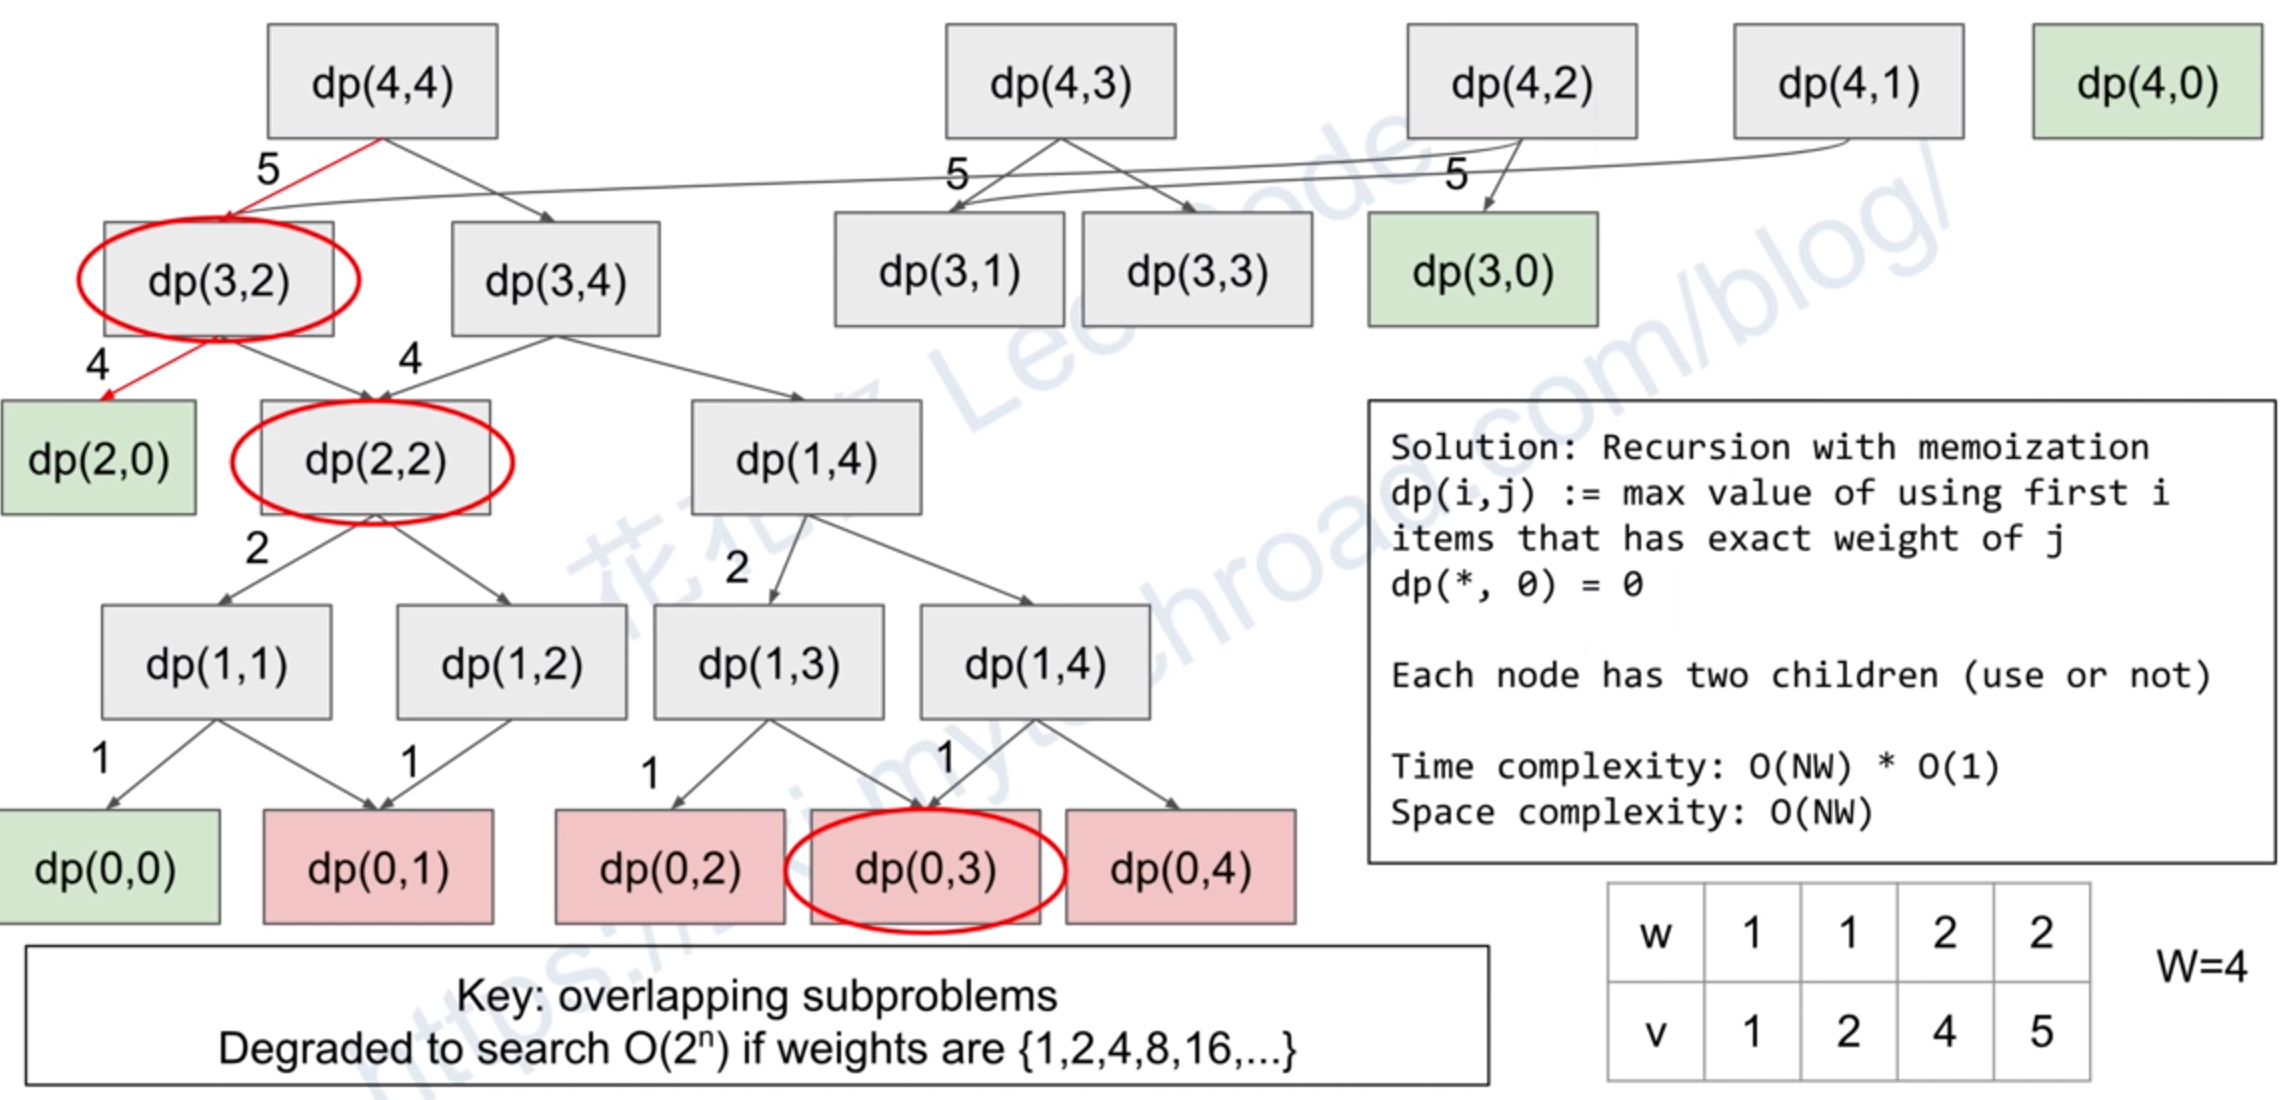 dp(4,4) dp(4,3) dp(4,2) dp(4,1) dp(4,0)
5 5 5
dp(3,2) dp(3,4) dp(3,1) dp(3,3) dp(3,0)
4 4
dp(2,0) dp(2,2) dp(1,4)
2 2
dp(1,1) dp(1,2) dp(1,3) dp(1,4)
1 1 1 1
dp(0,0) dp(0,1) dp(0,2) dp(0,3) dp(0,4)
Solution: Recursion with memoization
dp(i,j) := max value of using first i
items that has exact weight of j
dp(*, 0) = 0
Each node has two children (use or not)
Time complexity: O(NW) * O(1)
Space complexity: O(NW)
Key: overlapping subproblems
Degraded to search O(2ⁿ) if weights are {1,2,4,8,16,...}
w 1 1 2 2
v 1 2 4 5
W=4